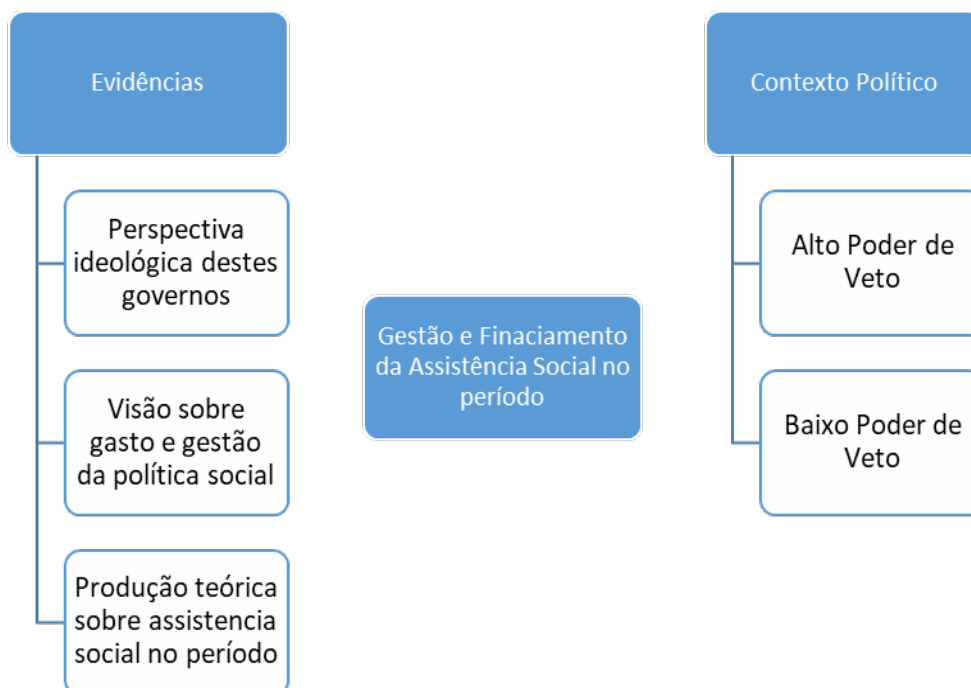 Evidências
Perspectiva
ideológica destes
governos
Visão sobre
gasto e gestão
da política social
Produção teórica
sobre assistencia
social no período
Gestão e Finaciamento
da Assistência Social no
período
Contexto Político
Alto Poder de
Veto
Baixo Poder de
Veto